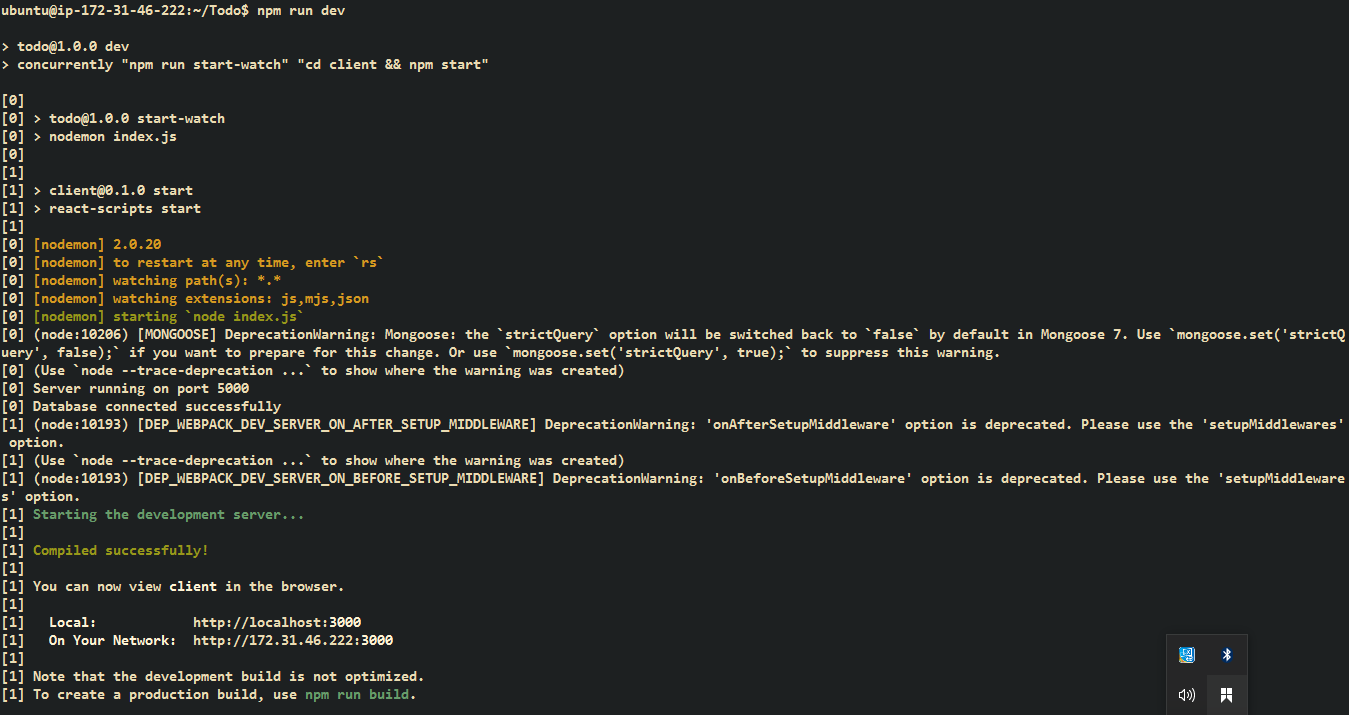 ubuntu@ip-172-31-46-222:~/Todo$ npm run dev
> todo@1.0.0 dev
> concurrently "npm run start-watch" "cd client && npm start"
[0]
[0] > todo@1.0.0 start-watch
[0] > nodemon index.js
[0]
[1]
[1] > client@0.1.0 start
[1] > react-scripts start
[1]
[0] [nodemon] 2.0.20
[0] [nodemon] to restart at any time, enter `rs`
[0] [nodemon] watching path(s): *.*
[0] [nodemon] watching extensions: js,mjs,json
[0] [nodemon] starting `node index.js`
[0] (node:10206) [MONGOOSE] DeprecationWarning: Mongoose: the `strictQuery` option will be switched back to `false` by default in Mongoose 7. Use `mongoose.set('strictQ
uery', false);` if you want to prepare for this change. Or use `mongoose.set('strictQuery', true);` to suppress this warning.
[0] (Use `node --trace-deprecation ...` to show where the warning was created)
[0] Server running on port 5000
[0] Database connected successfully
[1] (node:10193) [DEP_WEBPACK_DEV_SERVER_ON_AFTER_SETUP_MIDDLEWARE] DeprecationWarning: 'onAfterSetupMiddleware' option is deprecated. Please use the 'setupMiddlewares'
 option.
[1] (Use `node --trace-deprecation ...` to show where the warning was created)
[1] (node:10193) [DEP_WEBPACK_DEV_SERVER_ON_BEFORE_SETUP_MIDDLEWARE] DeprecationWarning: 'onBeforeSetupMiddleware' option is deprecated. Please use the 'setupMiddleware
s' option.
[1] Starting the development server...
[1]
[1] Compiled successfully!
[1]
[1] You can now view client in the browser.
[1]
[1]   Local:            http://localhost:3000
[1]   On Your Network:  http://172.31.46.222:3000
[1]
[1] Note that the development build is not optimized.
[1] To create a production build, use npm run build.